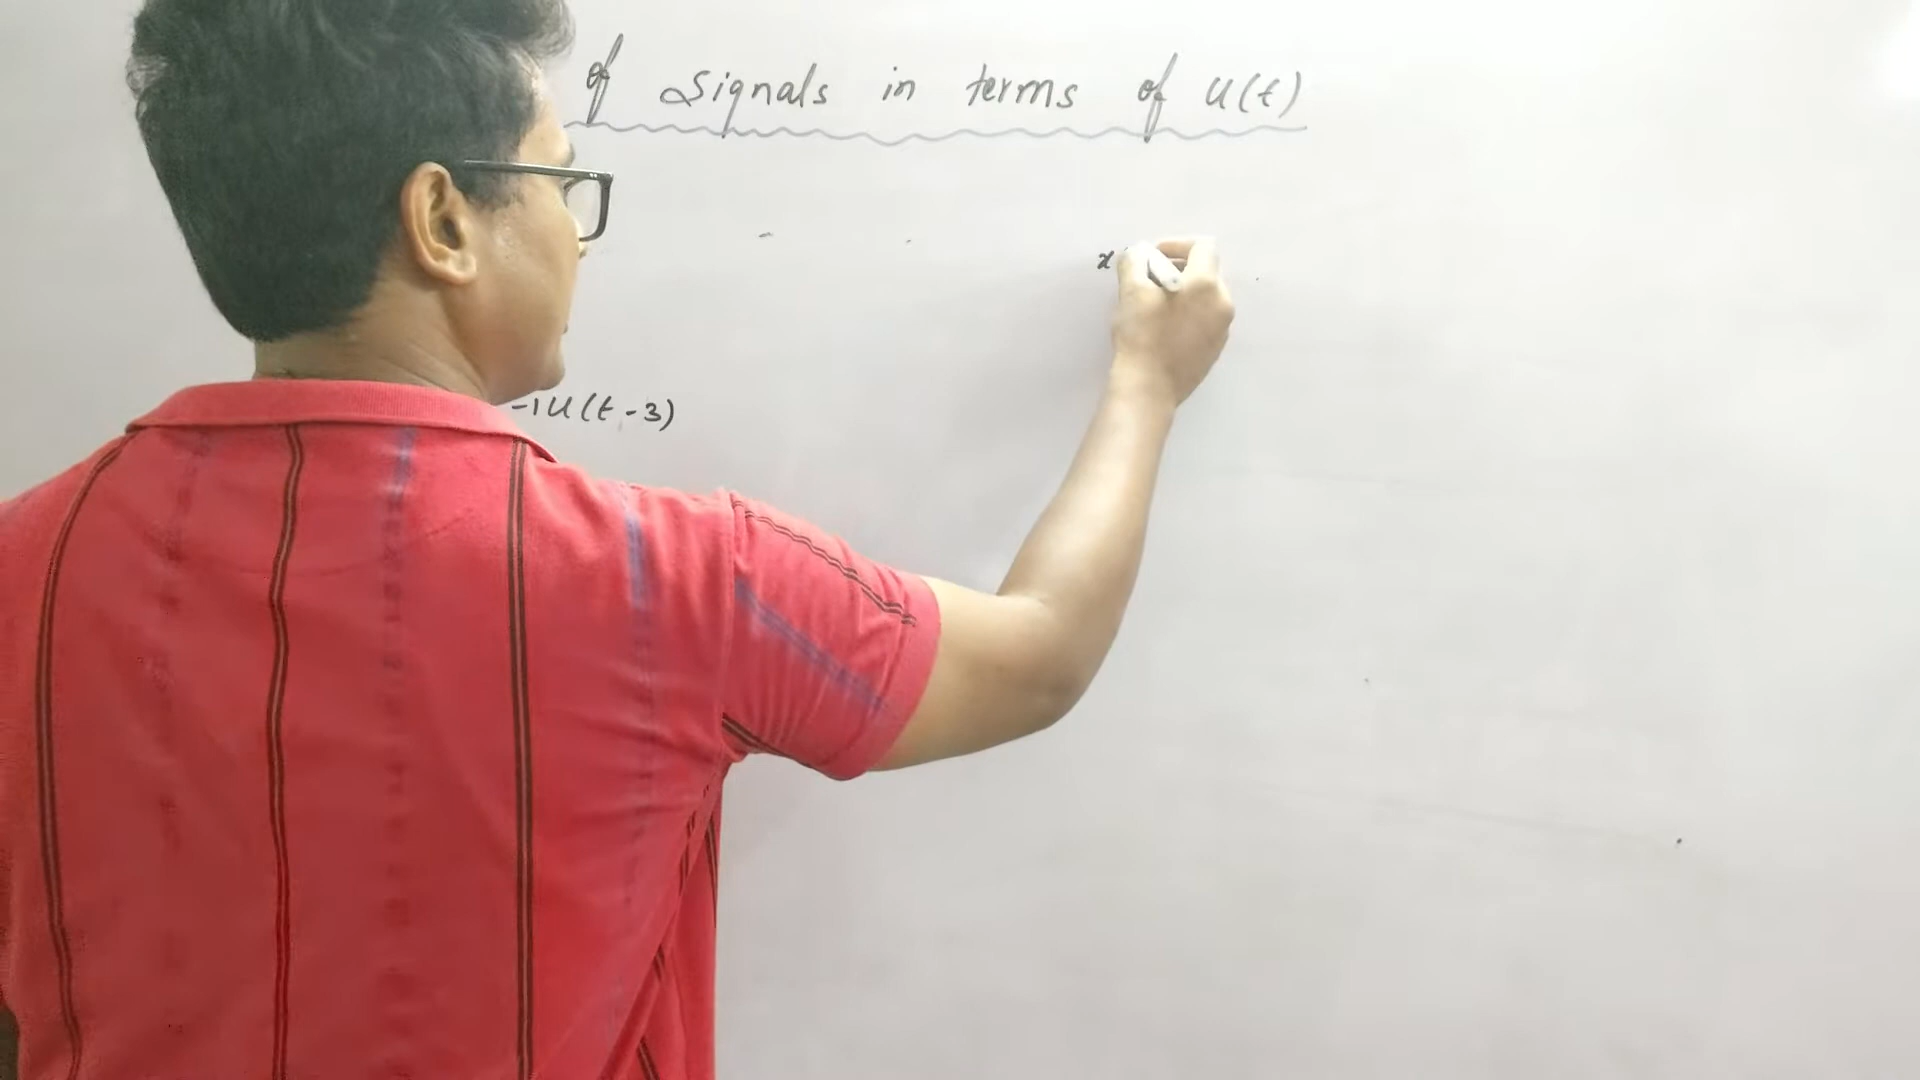 of Signals in terms of u(t)
x
-1u(t-3)